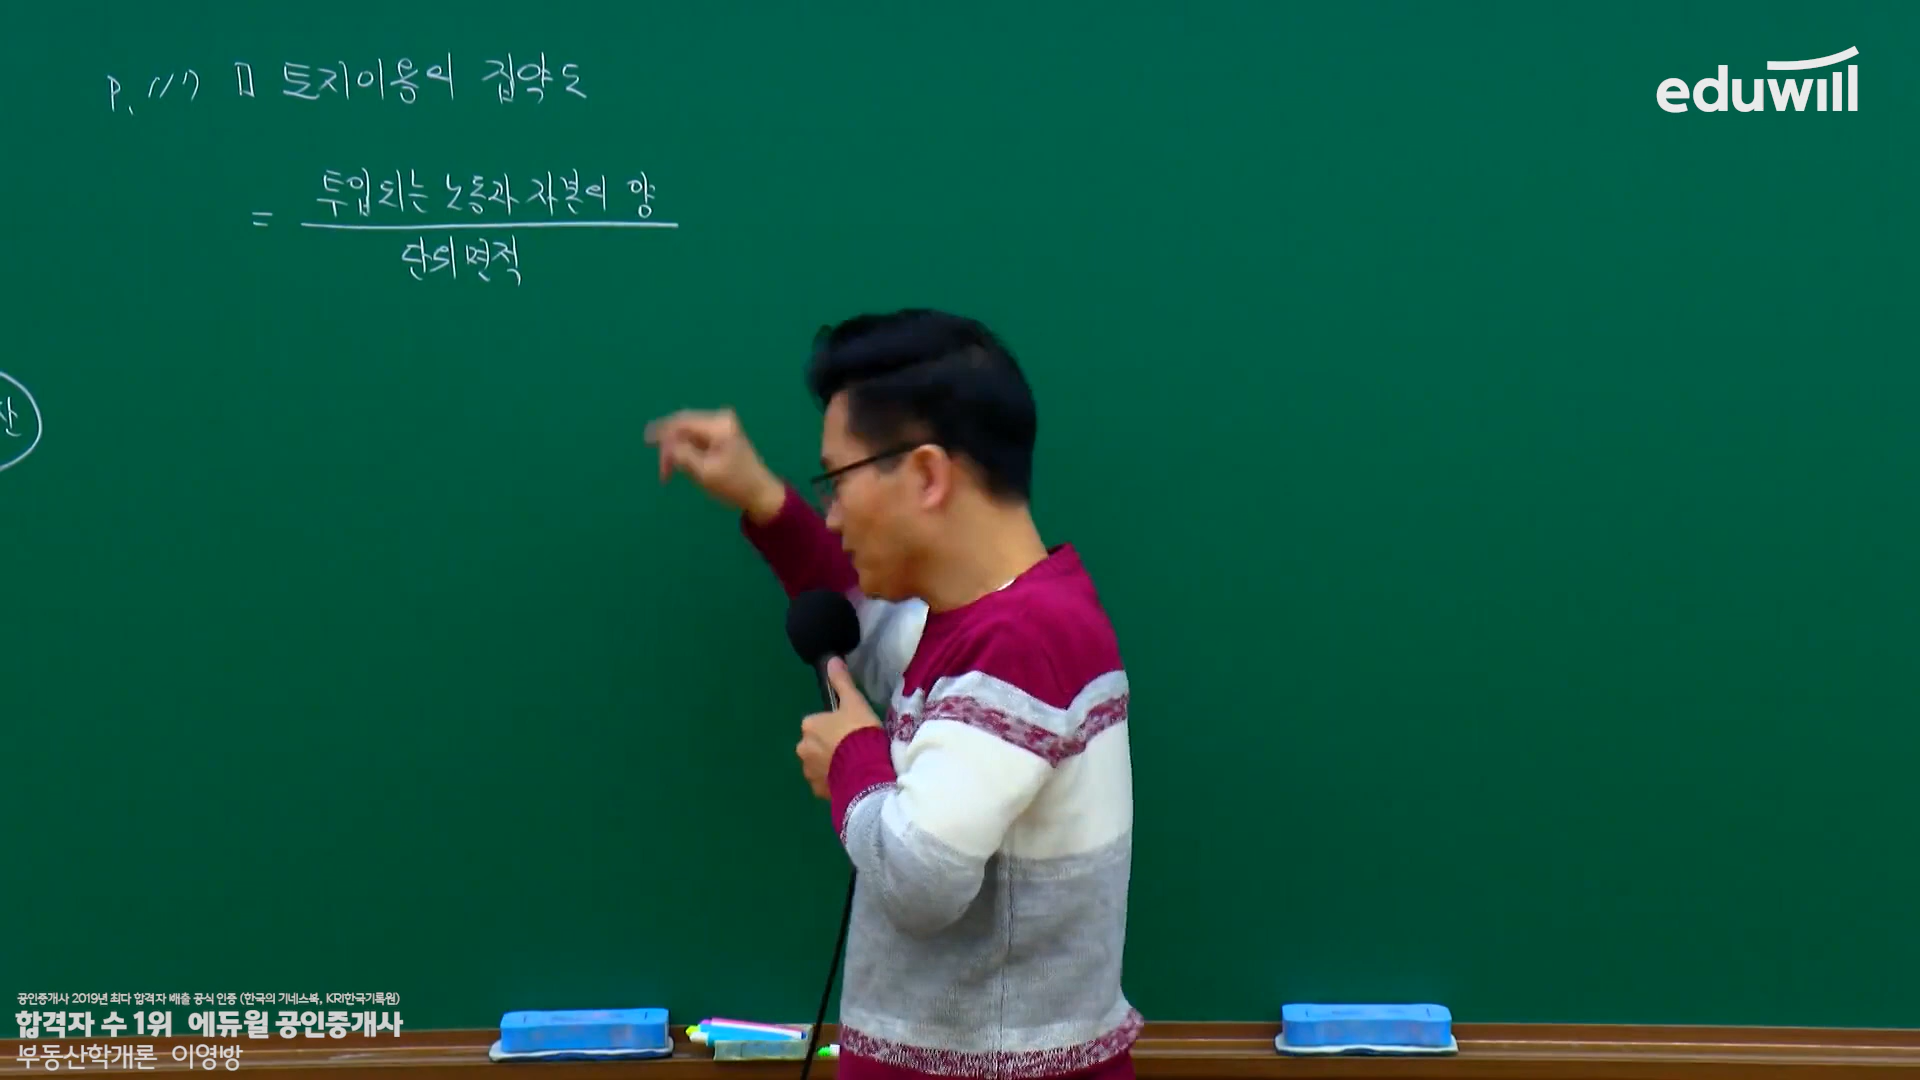 P. 117 Ⅱ 토지이용의 집약도
= 투입되는 노동과 자본의 양
단위면적
eduwill
공인중개사 2019년 최다 합격자 배출 공식 인증 (한국의 기네스북, KRI한국기록원)
합격자 수 1위 에듀윌 공인중개사
부동산학개론 이영방